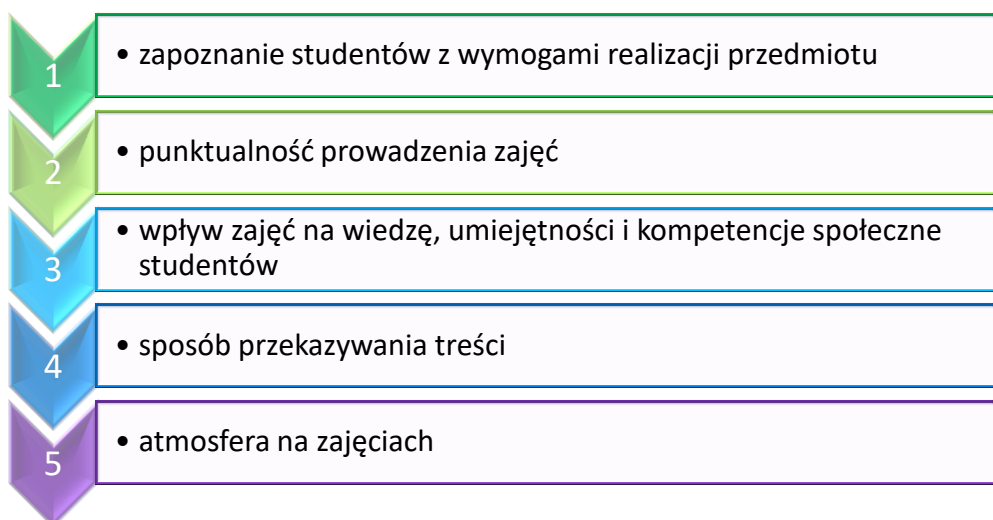 1
• zapoznanie studentów z wymogami realizacji przedmiotu
2
• punktualność prowadzenia zajęć
3
• wpływ zajęć na wiedzę, umiejętności i kompetencje społeczne
studentów
4
• sposób przekazywania treści
5
• atmosfera na zajęciach